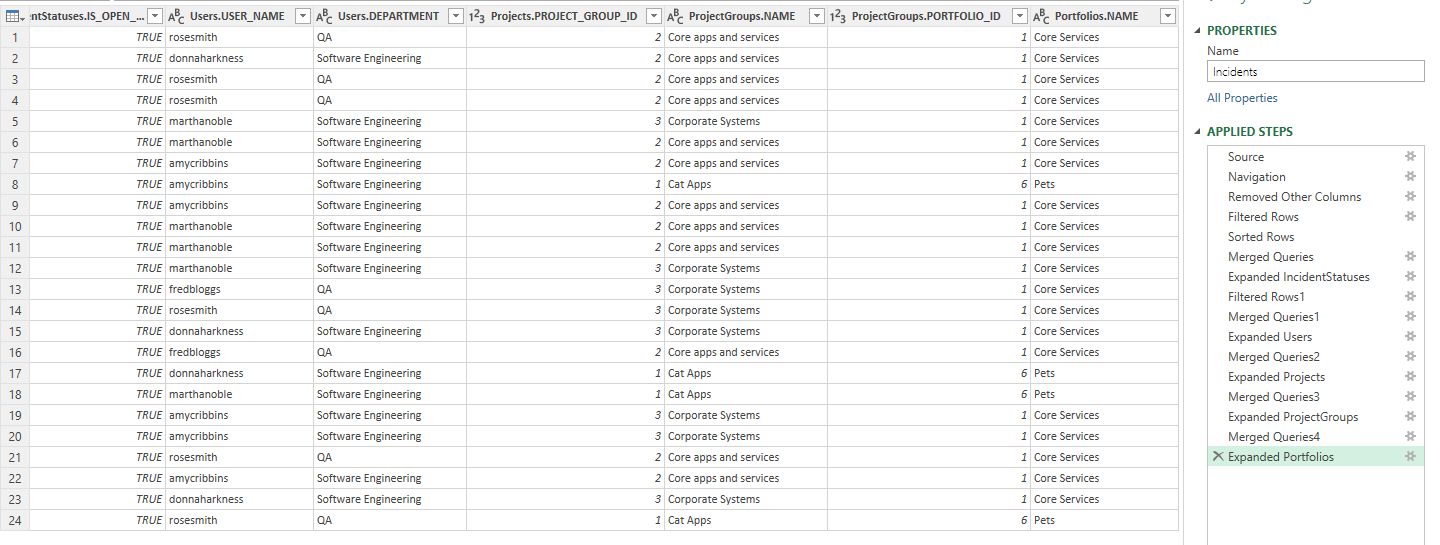 entStatuses.IS_OPEN_... ABC Users.USER_NAME ABC Users.DEPARTMENT 123 Projects.PROJECT_GROUP_ID ABC ProjectGroups.NAME 123 ProjectGroups.PORTFOLIO_ID ABC Portfolios.NAME
1 TRUE rosesmith QA 2 Core apps and services 1 Core Services
2 TRUE donnaharkness Software Engineering 2 Core apps and services 1 Core Services
3 TRUE rosesmith QA 2 Core apps and services 1 Core Services
4 TRUE rosesmith QA 2 Core apps and services 1 Core Services
5 TRUE marthanoble Software Engineering 3 Corporate Systems 1 Core Services
6 TRUE marthanoble Software Engineering 2 Core apps and services 1 Core Services
7 TRUE amycribbins Software Engineering 2 Core apps and services 1 Core Services
8 TRUE amycribbins Software Engineering 1 Cat Apps 6 Pets
9 TRUE amycribbins Software Engineering 2 Core apps and services 1 Core Services
10 TRUE marthanoble Software Engineering 2 Core apps and services 1 Core Services
11 TRUE marthanoble Software Engineering 2 Core apps and services 1 Core Services
12 TRUE marthanoble Software Engineering 3 Corporate Systems 1 Core Services
13 TRUE fredbloggs QA 3 Corporate Systems 1 Core Services
14 TRUE rosesmith QA 3 Corporate Systems 1 Core Services
15 TRUE donnaharkness Software Engineering 3 Corporate Systems 1 Core Services
16 TRUE fredbloggs QA 2 Core apps and services 1 Core Services
17 TRUE donnaharkness Software Engineering 1 Cat Apps 6 Pets
18 TRUE marthanoble Software Engineering 1 Cat Apps 6 Pets
19 TRUE amycribbins Software Engineering 3 Corporate Systems 1 Core Services
20 TRUE amycribbins Software Engineering 3 Corporate Systems 1 Core Services
21 TRUE rosesmith QA 2 Core apps and services 1 Core Services
22 TRUE amycribbins Software Engineering 2 Core apps and services 1 Core Services
23 TRUE donnaharkness Software Engineering 3 Corporate Systems 1 Core Services
24 TRUE rosesmith QA 1 Cat Apps 6 Pets
PROPERTIES
Name
Incidents
All Properties
APPLIED STEPS
Source
Navigation
Removed Other Columns
Filtered Rows
Sorted Rows
Merged Queries
Expanded IncidentStatuses
Filtered Rows1
Merged Queries1
Expanded Users
Merged Queries2
Expanded Projects
Merged Queries3
Expanded ProjectGroups
Merged Queries4
Expanded Portfolios